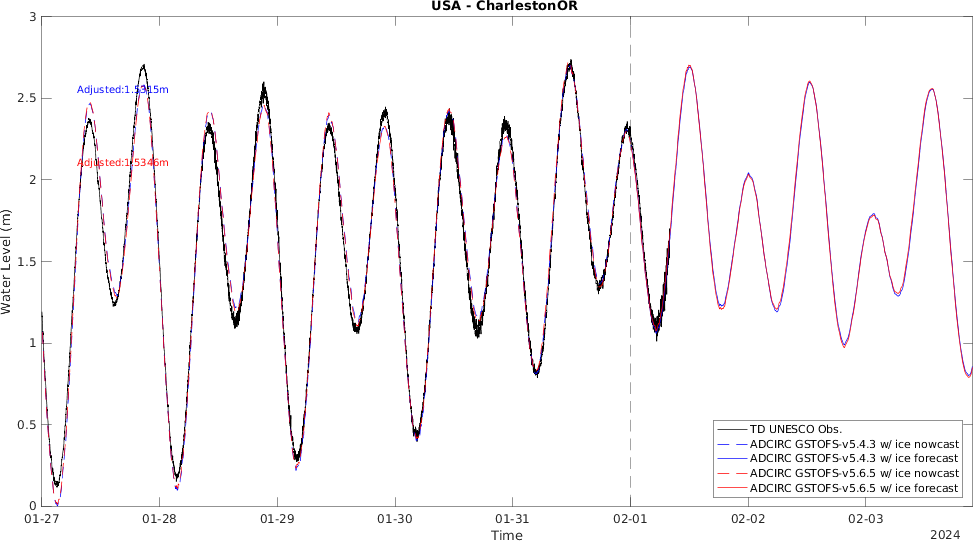 USA - CharlestonOR
3
2.5
2
1.5
1
0.5
0
Water Level (m)
Adjusted:1.5315m
Adjusted:1.5346m
TD UNESCO Obs.
ADCIRC GSTOFS-v5.4.3 w/ ice nowcast
ADCIRC GSTOFS-v5.4.3 w/ ice forecast
ADCIRC GSTOFS-v5.6.5 w/ ice nowcast
ADCIRC GSTOFS-v5.6.5 w/ ice forecast
01-27 01-28 01-29 01-30 01-31 02-01 02-02 02-03
Time
2024